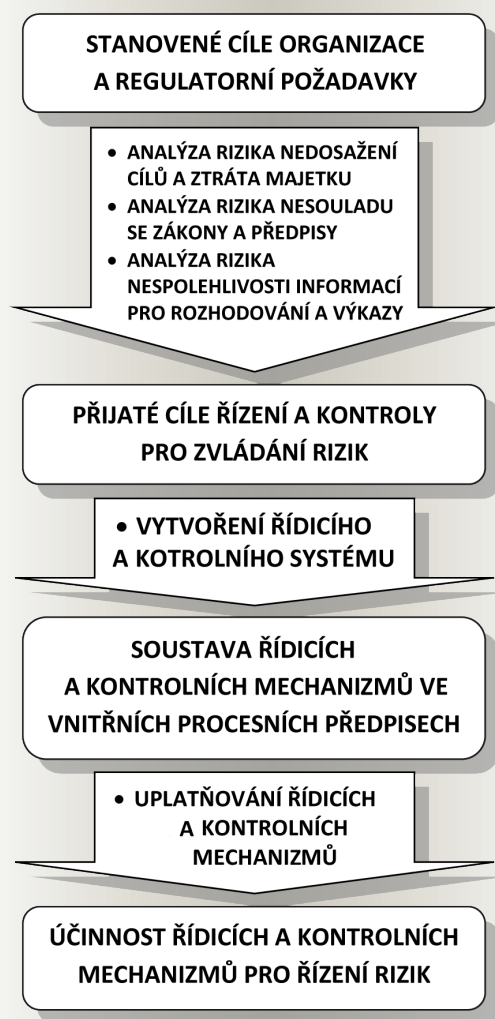 STANOVENÉ CÍLE ORGANIZACE
A REGULATORNÍ POŽADAVKY
• ANALÝZA RIZIKA NEDOSAŽENÍ
CÍLŮ A ZTRÁTA MAJETKU
• ANALÝZA RIZIKA NESOULADU
SE ZÁKONY A PŘEDPISY
• ANALÝZA RIZIKA
NESPOLEHLIVOSTI INFORMACÍ
PRO ROZHODOVÁNÍ A VÝKAZY
PŘIJATÉ CÍLE ŘÍZENÍ A KONTROLY
PRO ZVLÁDÁNÍ RIZIK
• VYTVOŘENÍ ŘÍDICÍHO
A KOTROLNÍHO SYSTÉMU
SOUSTAVA ŘÍDICÍCH
A KONTROLNÍCH MECHANIZMŮ VE
VNITŘNÍCH PROCESNÍCH PŘEDPISECH
• UPLATŇOVÁNÍ ŘÍDICÍCH
A KONTROLNÍCH
MECHANIZMŮ
ÚČINNOST ŘÍDICÍCH A KONTROLNÍCH
MECHANIZMŮ PRO ŘÍZENÍ RIZIK